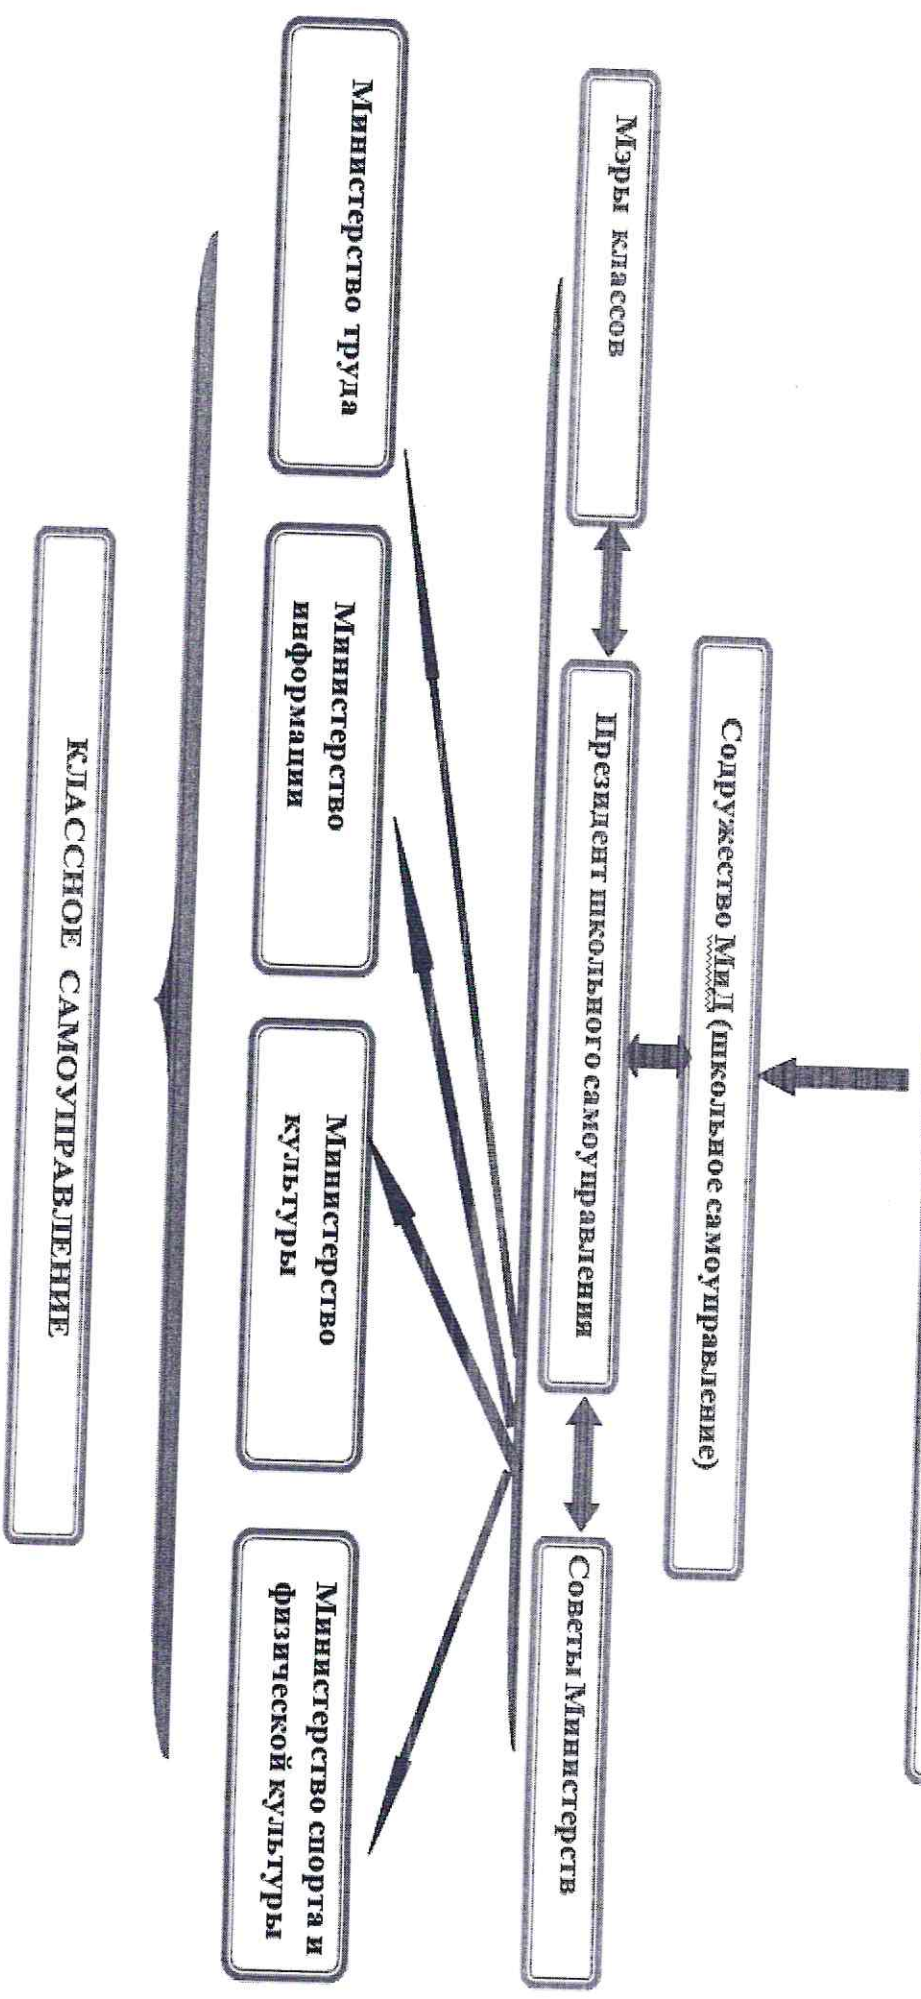 Содружество МиД (школьное самоуправление)
Мэры классов
Президент школьного самоуправления
Советы Министерств
Министерство труда
Министерство
информации
Министерство
культуры
Министерство спорта и
физической культуры
КЛАССНОЕ САМОУПРАВЛЕНИЕ